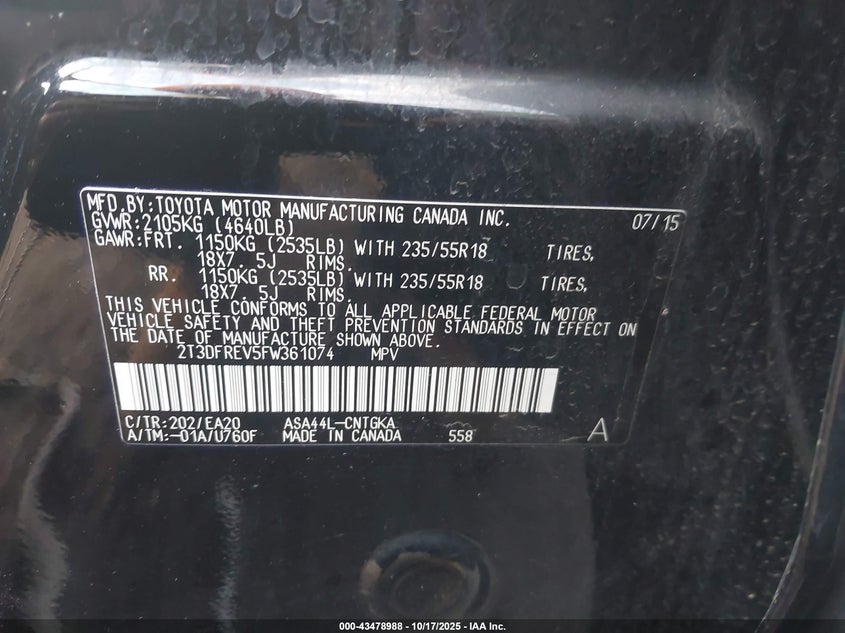 MFD.BY:TOYOTA MOTOR MANUFACTURING CANADA INC. 07/15
GVWR:2105KG (4640LB)
GAWR:FRT. 1150KG (2535LB) WITH 235/55R18 TIRES,
18X7. 5J RIMS.
RR. 1150KG (2535LB) WITH 235/55R18 TIRES,
18X7. 5J RIMS.
THIS VEHICLE CONFORMS TO ALL APPLICABLE FEDERAL MOTOR
VEHICLE SAFETY AND THEFT PREVENTION STANDARDS IN EFFECT ON
THE DATE OF MANUFACTURE SHOWN ABOVE.
2T3DFREV5FW361074 MPV
C/TR:202/EA20 ASA44L-CNTGKA
A/TM:-01A/U760F MADE IN CANADA 558 A
000-43478988 - 10/17/2025 - IAA Inc.